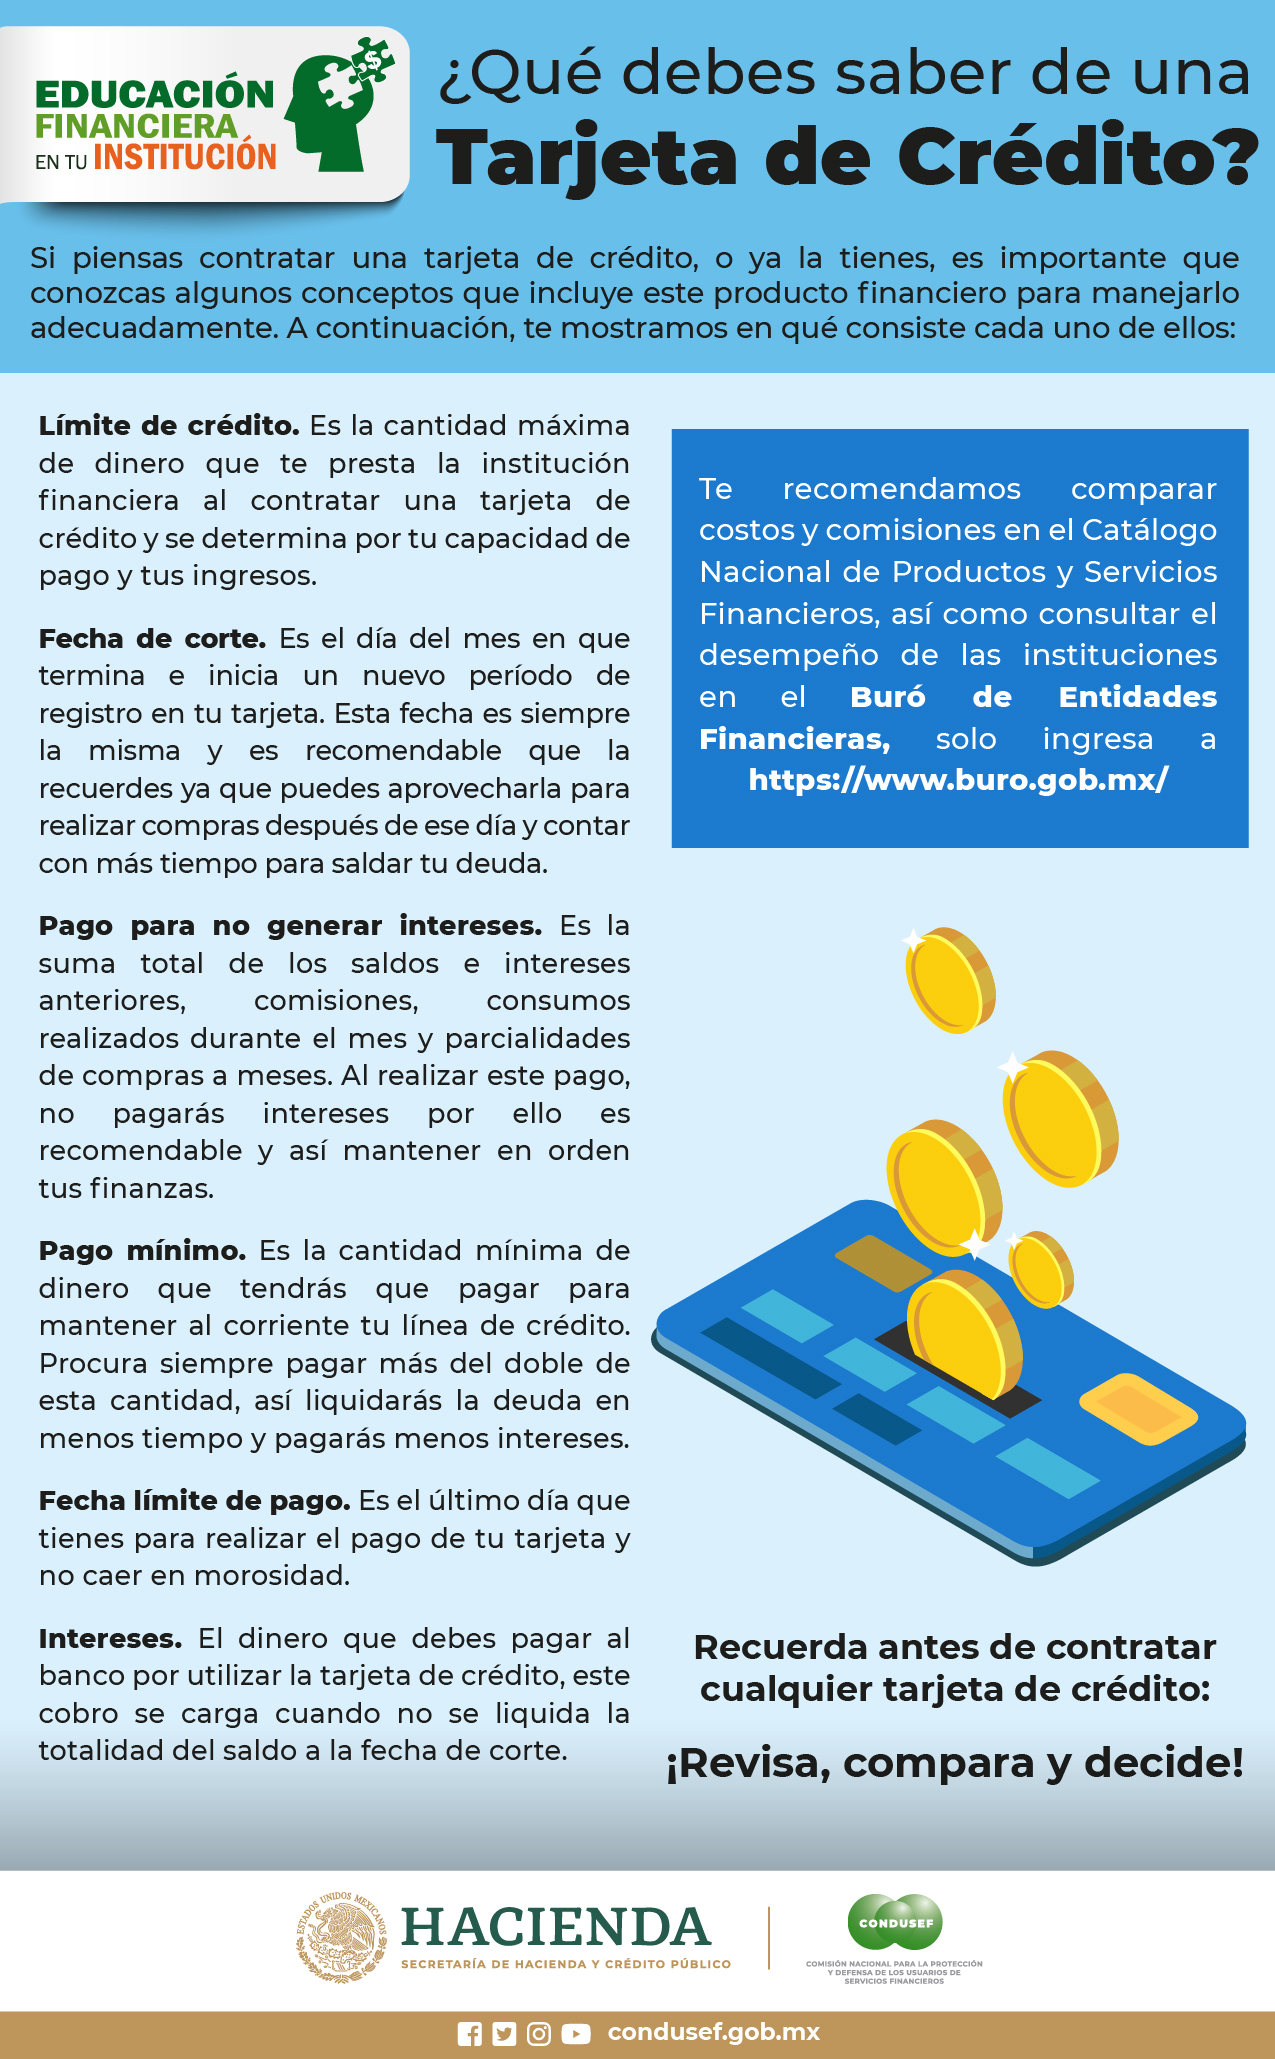 EDUCACIÓN
FINANCIERA
EN TU INSTITUCIÓN
$
¿Qué debes saber de una
Tarjeta de Crédito?
Si piensas contratar una tarjeta de crédito, o ya la tienes, es importante que
conozcas algunos conceptos que incluye este producto financiero para manejarlo
adecuadamente. A continuación, te mostramos en qué consiste cada uno de ellos:
Límite de crédito. Es la cantidad máxima
de dinero que te presta la institución
financiera al contratar una tarjeta de
crédito y se determina por tu capacidad de
pago y tus ingresos.
Fecha de corte. Es el día del mes en que
termina e inicia un nuevo período de
registro en tu tarjeta. Esta fecha es siempre
la misma y es recomendable que la
recuerdes ya que puedes aprovecharla para
realizar compras después de ese día y contar
con más tiempo para saldar tu deuda.
Pago para no generar intereses. Es la
suma total de los saldos e intereses
anteriores, comisiones, consumos
realizados durante el mes y parcialidades
de compras a meses. Al realizar este pago,
no pagarás intereses por ello es
recomendable y así mantener en orden
tus finanzas.
Pago mínimo. Es la cantidad mínima de
dinero que tendrás que pagar para
mantener al corriente tu línea de crédito.
Procura siempre pagar más del doble de
esta cantidad, así liquidarás la deuda en
menos tiempo y pagarás menos intereses.
Fecha límite de pago. Es el último día que
tienes para realizar el pago de tu tarjeta y
no caer en morosidad.
Intereses. El dinero que debes pagar al
banco por utilizar la tarjeta de crédito, este
cobro se carga cuando no se liquida la
totalidad del saldo a la fecha de corte.
Te recomendamos comparar
costos y comisiones en el Catálogo
Nacional de Productos y Servicios
Financieros, así como consultar el
desempeño de las instituciones
en el Buró de Entidades
Financieras, solo ingresa a
https://www.buro.gob.mx/
Recuerda antes de contratar
cualquier tarjeta de crédito:
¡Revisa, compara y decide!
ESTADOS UNIDOS MEXICANOS
HACIENDA
SECRETARÍA DE HACIENDA Y CRÉDITO PÚBLICO
CONDUSEF
COMISIÓN NACIONAL PARA LA PROTECCIÓN
Y DEFENSA DE LOS USUARIOS DE
SERVICIOS FINANCIEROS
condusef.gob.mx